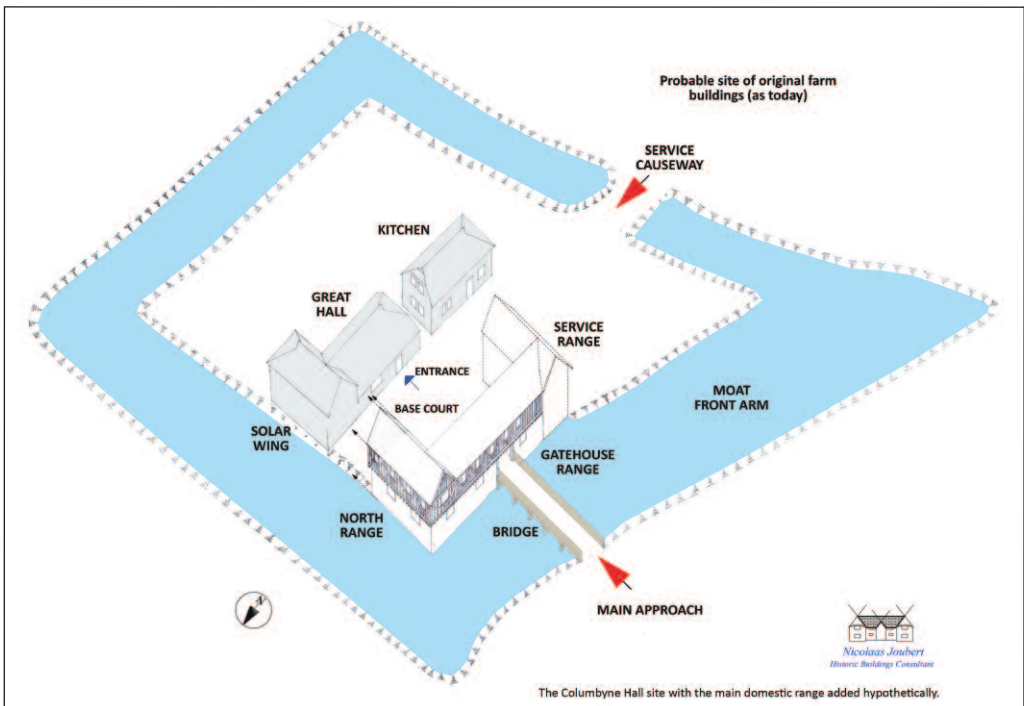 Probable site of original farm
buildings (as today)
SERVICE
CAUSEWAY
KITCHEN
GREAT
HALL
SERVICE
RANGE
ENTRANCE
BASE COURT
MOAT
FRONT ARM
SOLAR
WING
GATEHOUSE
RANGE
NORTH
RANGE
BRIDGE
N
MAIN APPROACH
Nicolaas Joubert
Historic Buildings Consultant
The Columbyne Hall site with the main domestic range added hypothetically.